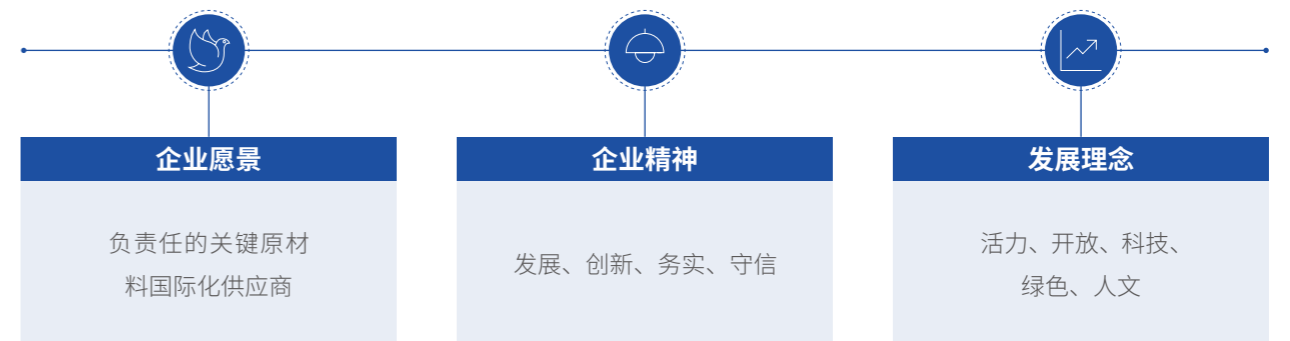 企业愿景
负责任的关键原材
料国际化供应商
企业精神
发展、创新、务实、守信
发展理念
活力、开放、科技、
绿色、人文